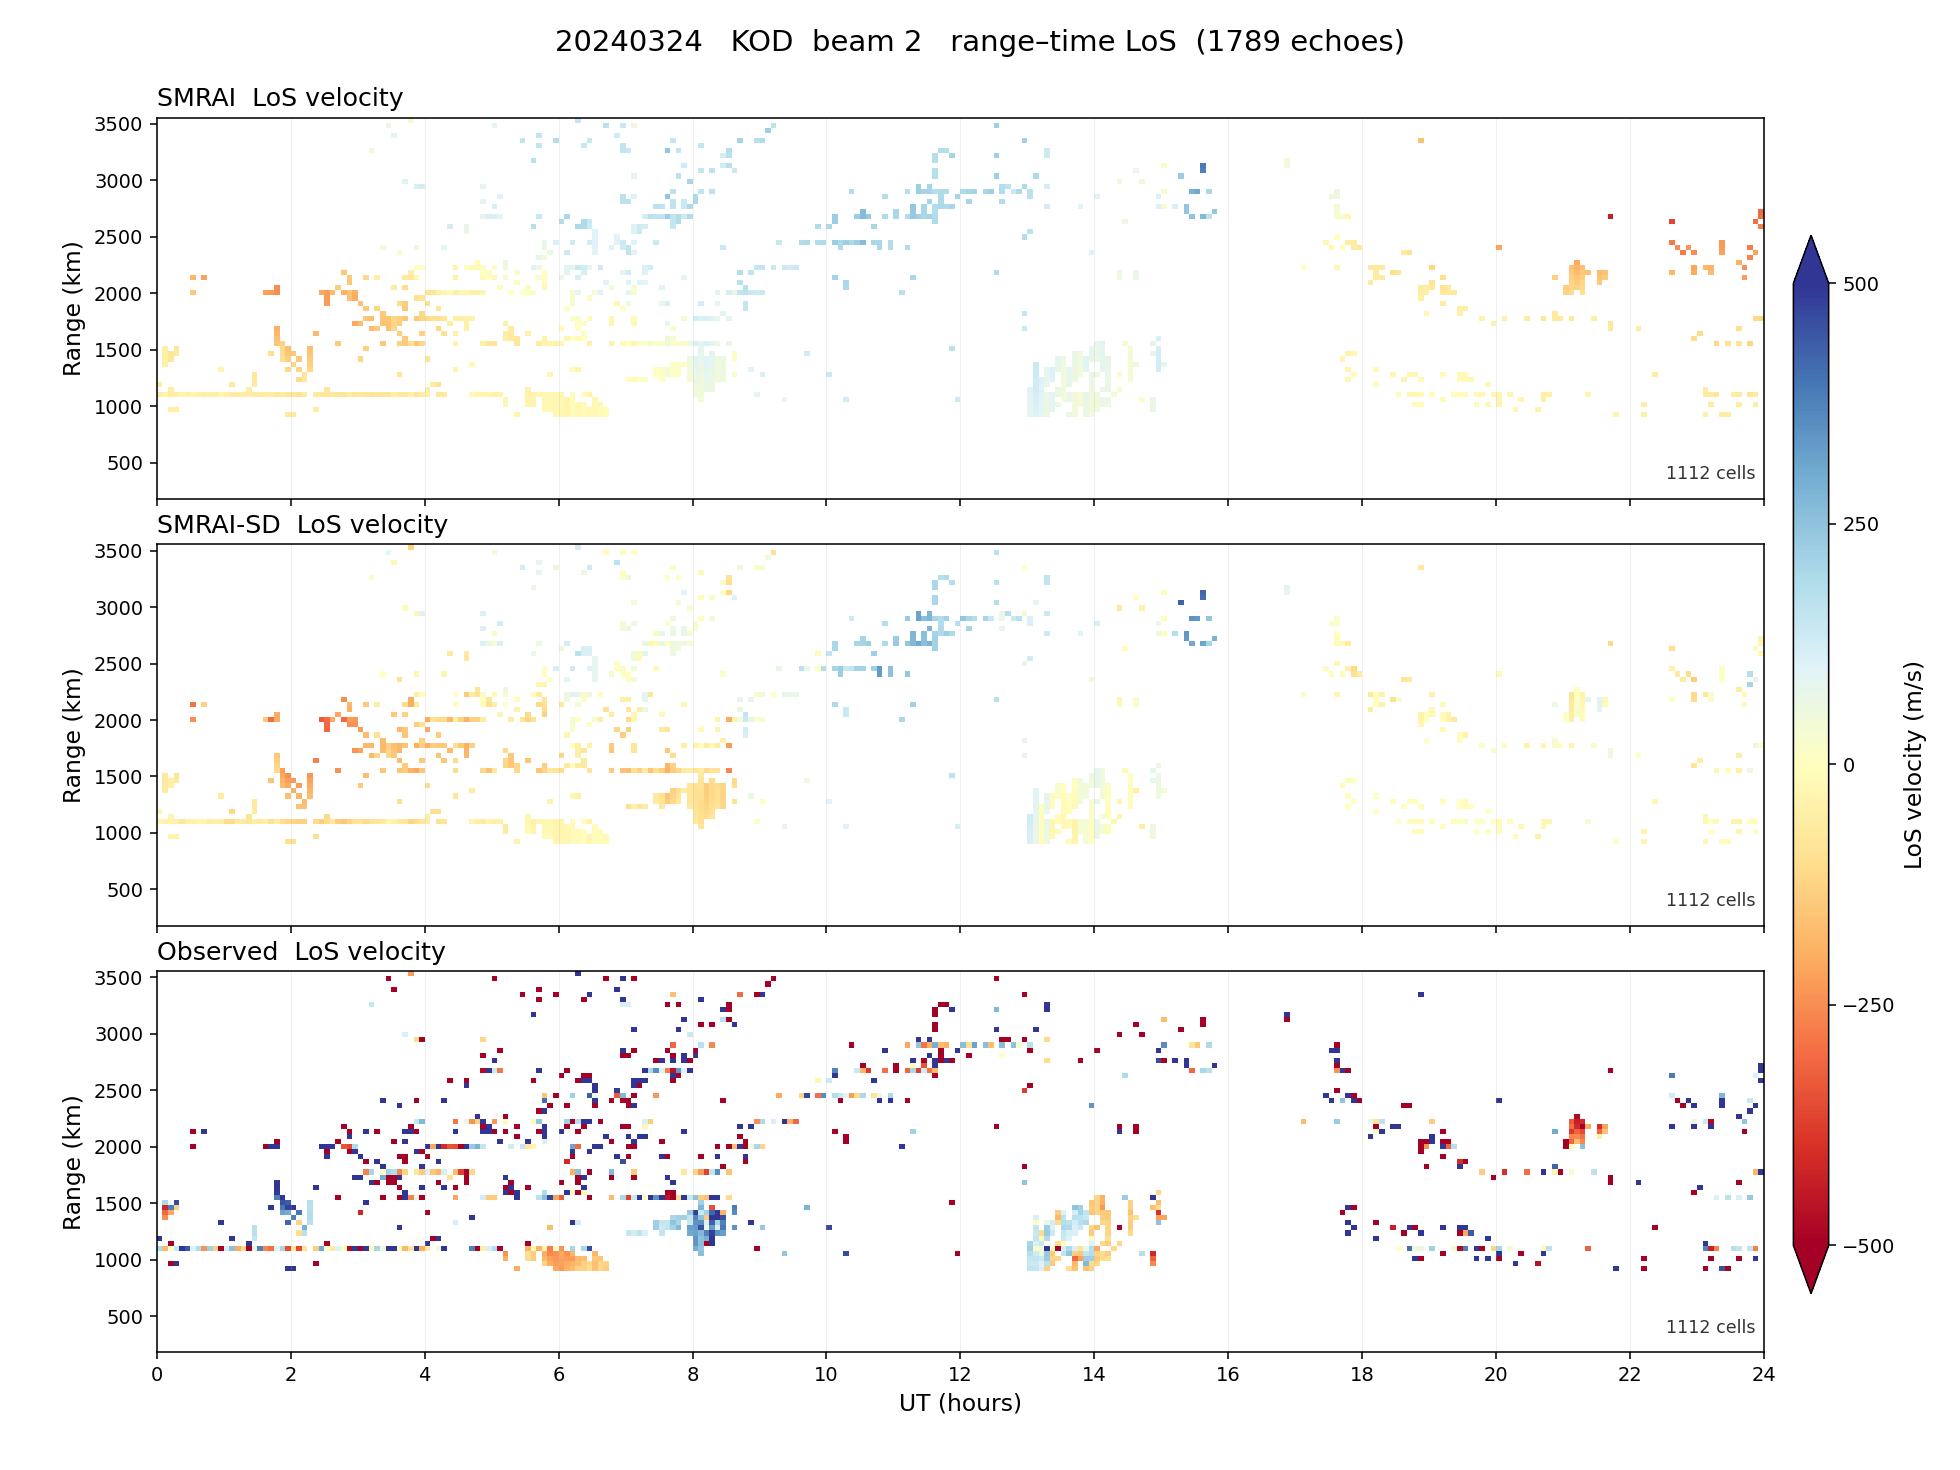 20240324   KOD  beam 2   range–time LoS  (1789 echoes)
SMRAI  LoS velocity
3500
3000
2500
2000
1500
1000
500
Range (km)
1112 cells
SMRAI-SD  LoS velocity
3500
3000
2500
2000
1500
1000
500
Range (km)
1112 cells
Observed  LoS velocity
3500
3000
2500
2000
1500
1000
500
Range (km)
1112 cells
0 2 4 6 8 10 12 14 16 18 20 22 24
UT (hours)
500
250
0
−250
−500
LoS velocity (m/s)